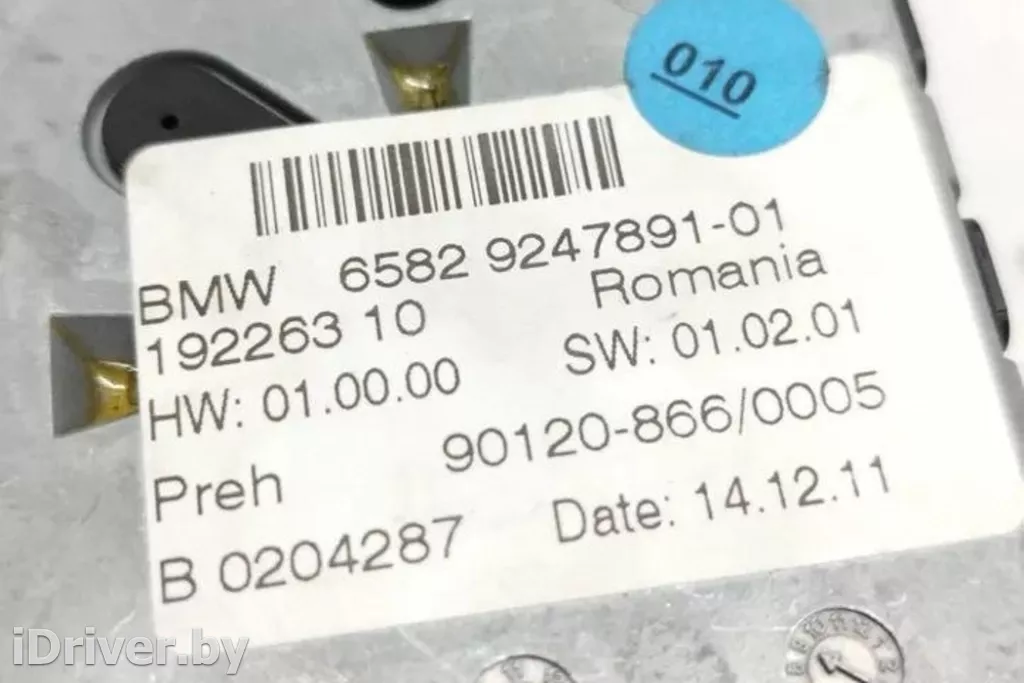 010
BMW 6582 9247891-01
192263 10 Romania
HW: 01.00.00 SW: 01.02.01
90120-866/0005
Preh
B 0204287 Date: 14.12.11
iDriver.by